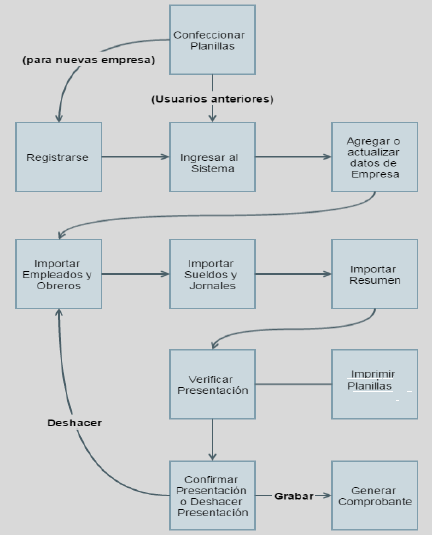 Confeccionar
Planillas
(para nuevas empresa)
(Usuarios anteriores)
Registrarse
Ingresar al
Sistema
Agregar o
actualizar
datos de
Empresa
Importar
Empleados y
Obreros
Importar
Sueldos y
Jornales
Importar
Resumen
Verificar
Presentación
Imprimir
Planillas
Deshacer
Confirmar
Presentación
o Deshacer
Presentación
Grabar
Generar
Comprobante